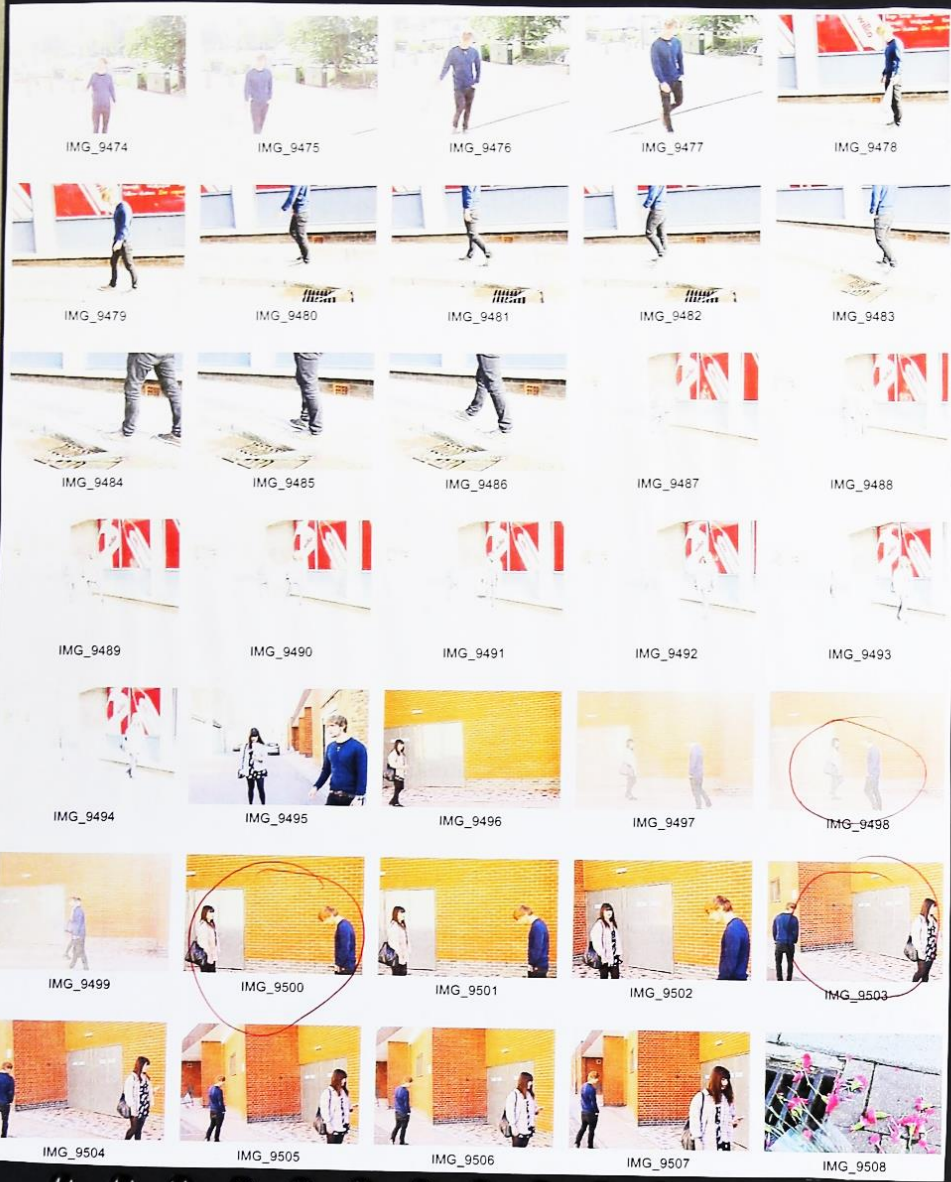 IMG_9474 IMG_9475 IMG_9476 IMG_9477 IMG_9478
IMG_9479 IMG_9480 IMG_9481 IMG_9482 IMG_9483
IMG_9484 IMG_9485 IMG_9486 IMG_9487 IMG_9488
IMG_9489 IMG_9490 IMG_9491 IMG_9492 IMG_9493
IMG_9494 IMG_9495 IMG_9496 IMG_9497 IMG_9498
IMG_9499 IMG_9500 IMG_9501 IMG_9502 IMG_9503
IMG_9504 IMG_9505 IMG_9506 IMG_9507 IMG_9508